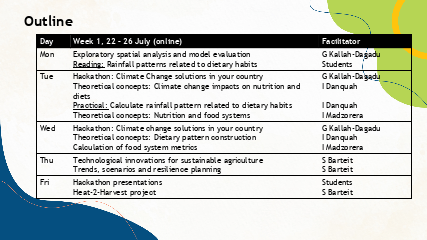 Outline
Day Week 1, 22 - 26 July (online) Facilitator
Mon Exploratory spatial analysis and model evaluation G Kallah-Dagadu
Reading: Rainfall patterns related to dietary habits Students
Tue Hackathon: Climate Change solutions in your country G Kallah-Dagadu
Theoretical concepts: Climate change impacts on nutrition and I Danquah
diets
Practical: Calculate rainfall pattern related to dietary habits I Danquah
Theoretical concepts: Nutrition and food systems I Madzorera
Wed Hackathon: Climate change solutions in your country G Kallah-Dagadu
Theoretical concepts: Dietary pattern construction I Danquah
Calculation of food system metrics I Madzorera
Thu Technological innovations for sustainable agriculture S Barteit
Trends, scenarios and resilience planning S Barteit
Fri Hackathon presentations Students
Heat-2-Harvest project S Barteit